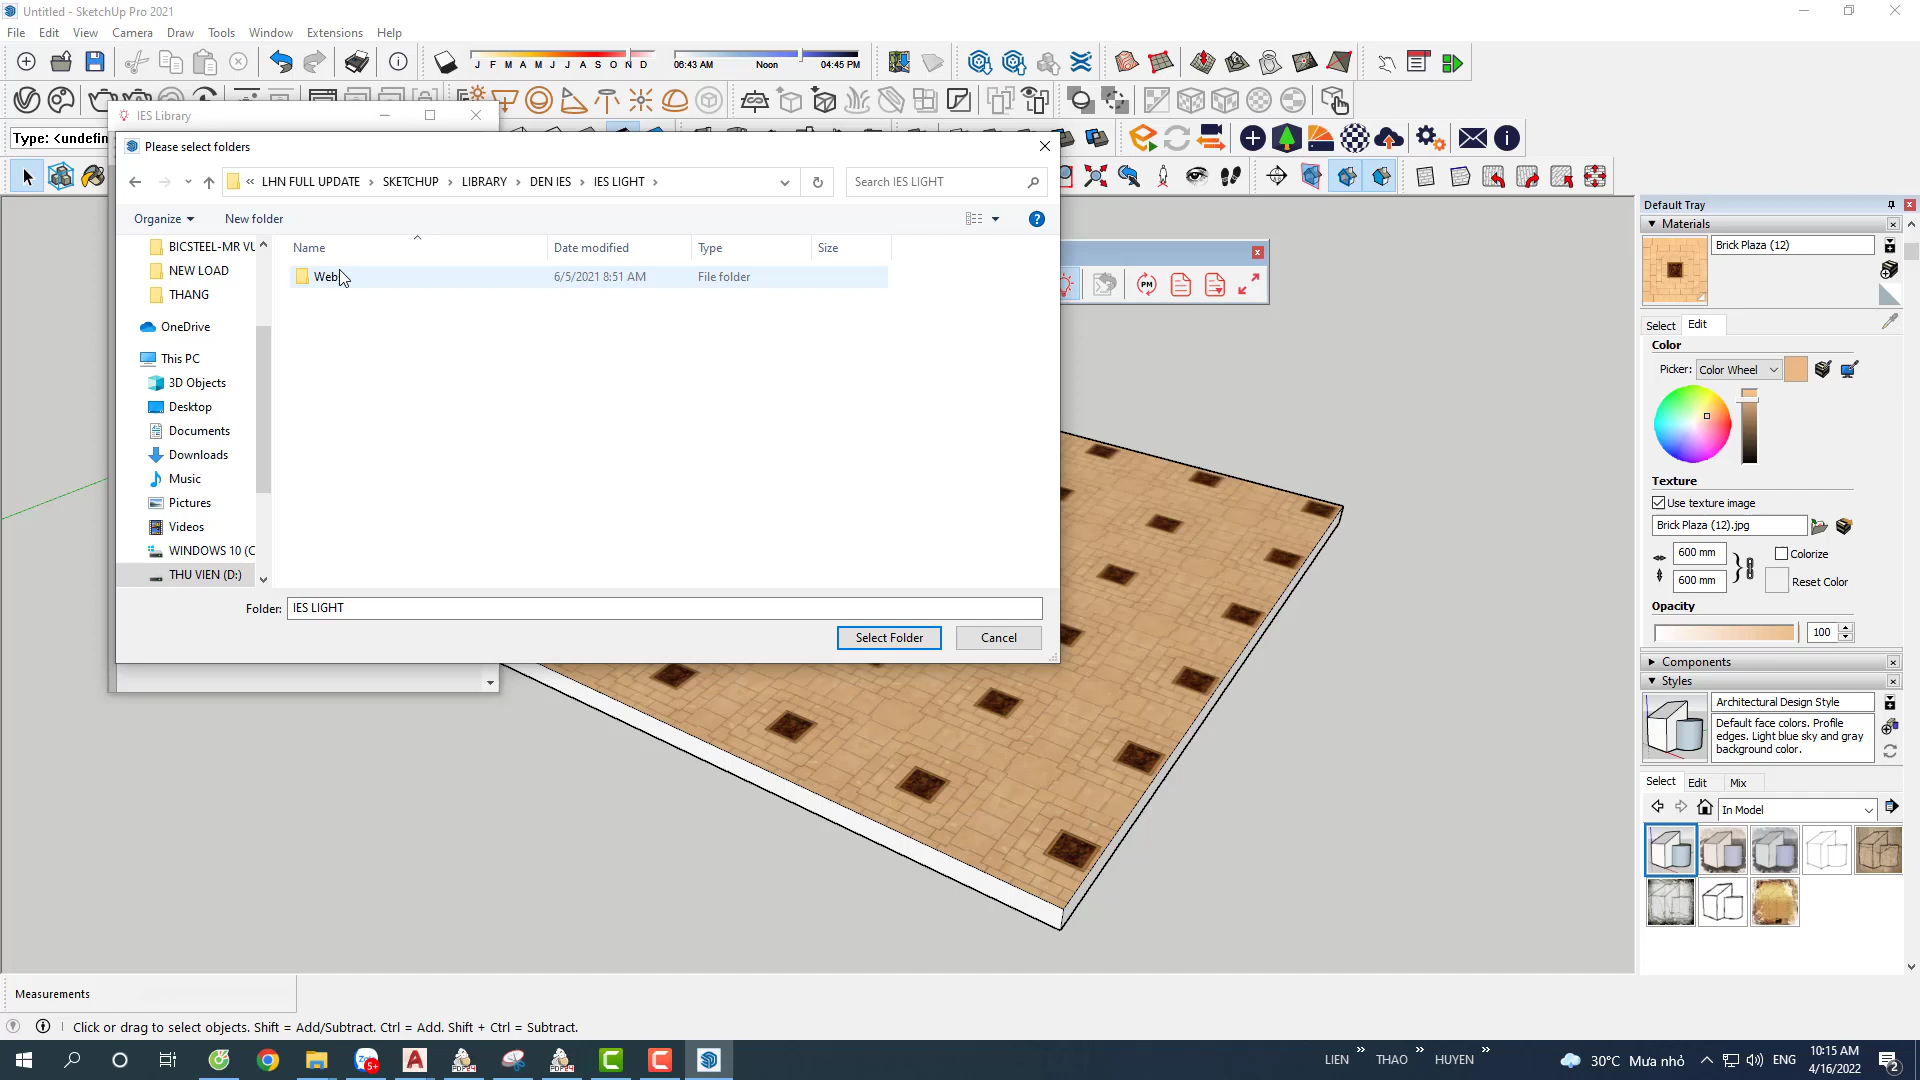 Untitled - SketchUp Pro 2021
File Edit View Camera Draw Tools Window Extensions Help
J F M A M J J A S O N D
06:43 AM Noon 04:45 PM
IES Library
Type: <undefin
Please select folders
« LHN FULL UPDATE › SKETCHUP › LIBRARY › DEN IES › IES LIGHT ›
Search IES LIGHT
Organize New folder
Name Date modified Type Size
Web 6/5/2021 8:51 AM File folder
BICSTEEL-MR VU
NEW LOAD
THANG
OneDrive
This PC
3D Objects
Desktop
Documents
Downloads
Music
Pictures
Videos
WINDOWS 10 (C
THU VIEN (D:)
Folder: IES LIGHT
Select Folder Cancel
PM
Default Tray
Materials
Brick Plaza (12)
Select Edit
Color
Picker: Color Wheel
Texture
Use texture image
Brick Plaza (12).jpg
600 mm
Colorize
600 mm
Reset Color
Opacity
100
Components
Styles
Architectural Design Style
Default face colors. Profile
edges. Light blue sky and gray
background color.
Select Edit Mix
In Model
Measurements
Click or drag to select objects. Shift = Add/Subtract. Ctrl = Add. Shift + Ctrl = Subtract.
5+
LIEN » THAO » HUYEN »
30°C Mưa nhỏ
ENG
10:15 AM
4/16/2022
2